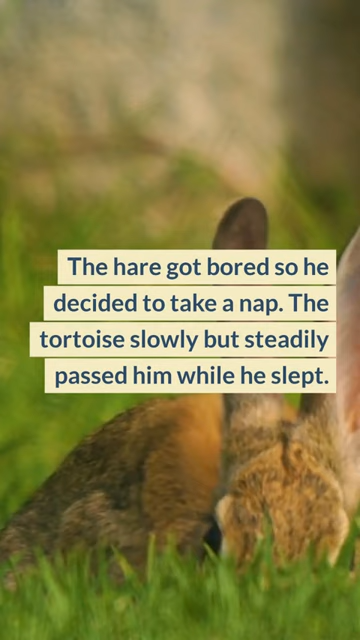 The hare got bored so he
decided to take a nap. The
tortoise slowly but steadily
passed him while he slept.